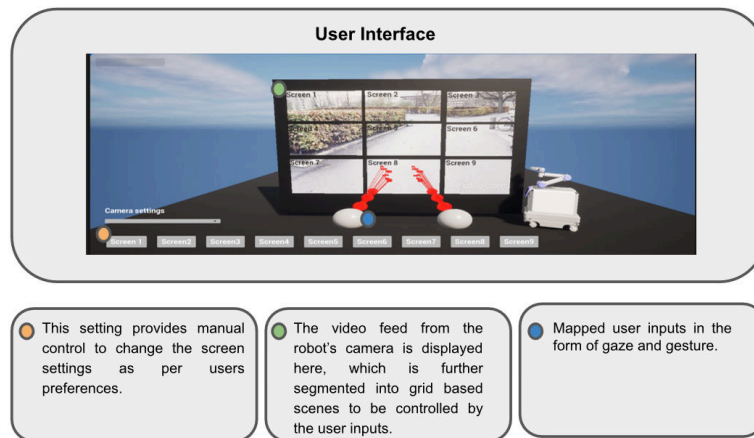 User Interface
Screen 1
Screen 2
Screen 3
Screen 4
Screen 5
Screen 6
Screen 7
Screen 8
Screen 9
Camera settings
Screen 1 Screen2 Screen3 Screen4 Screen5 Screen6 Screen7 Screen8 Screen9
This setting provides manual
control to change the screen
settings as per users
preferences.
The video feed from the
robot's camera is displayed
here, which is further
segmented into grid based
scenes to be controlled by
the user inputs.
Mapped user inputs in the
form of gaze and gesture.